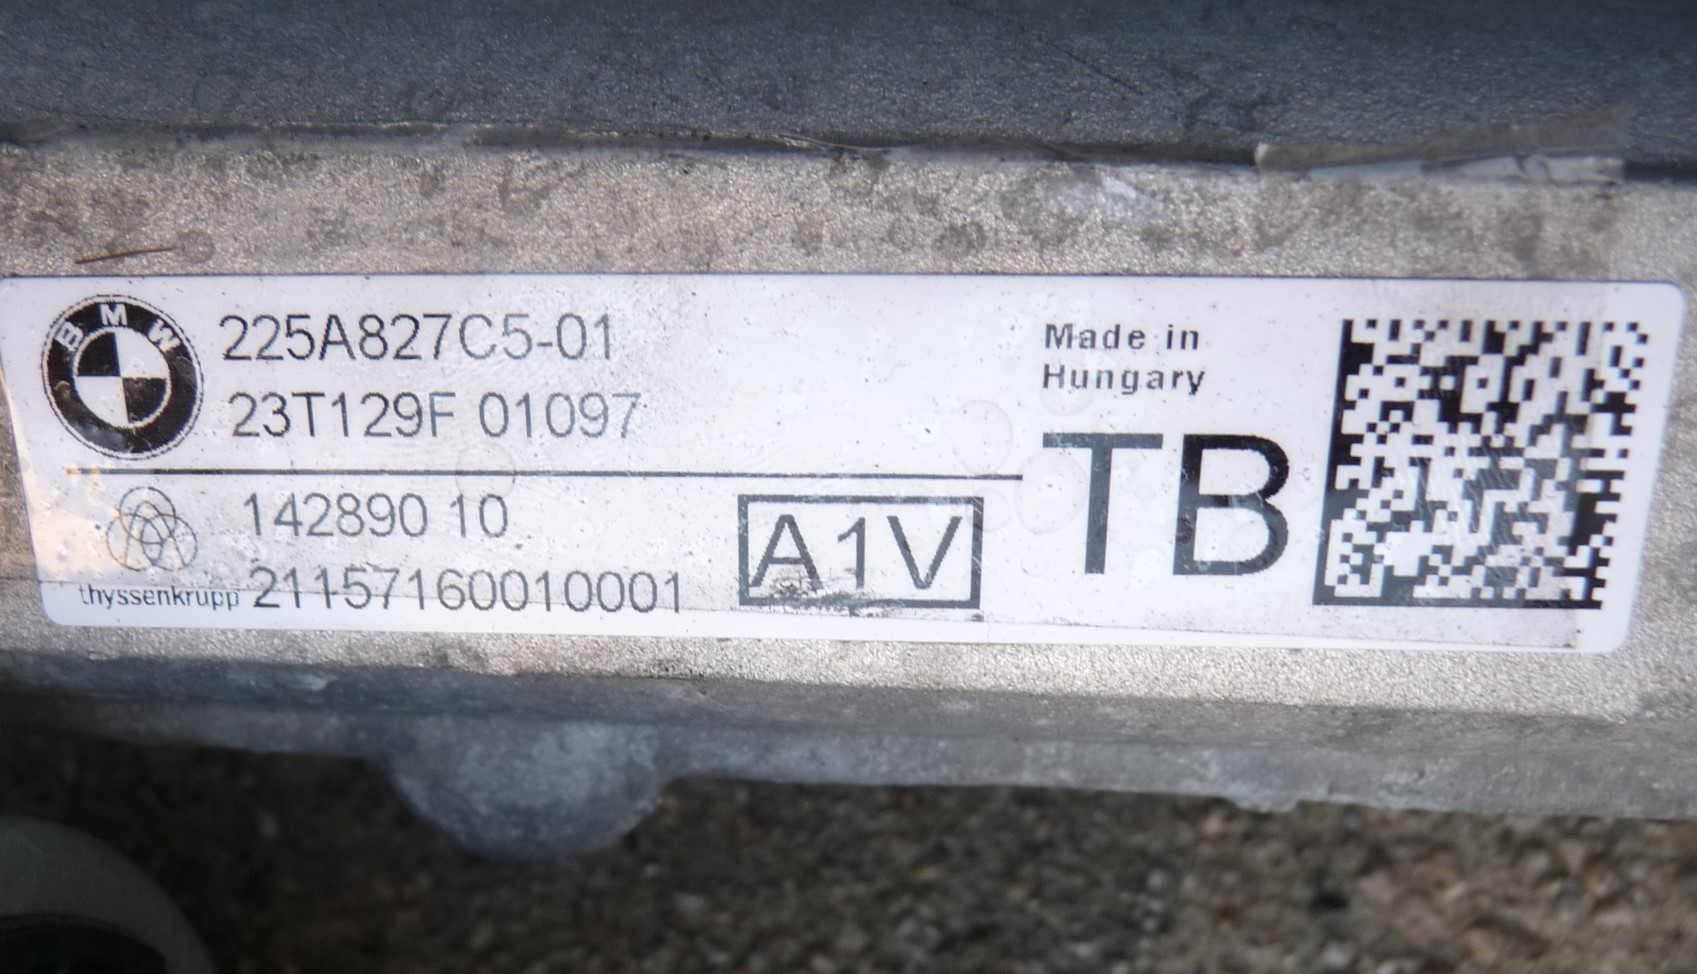 BMW
225A827C5-01
23T129F 01097
142890 10
thyssenkrupp 21157160010001
A1V
Made in
Hungary
TB